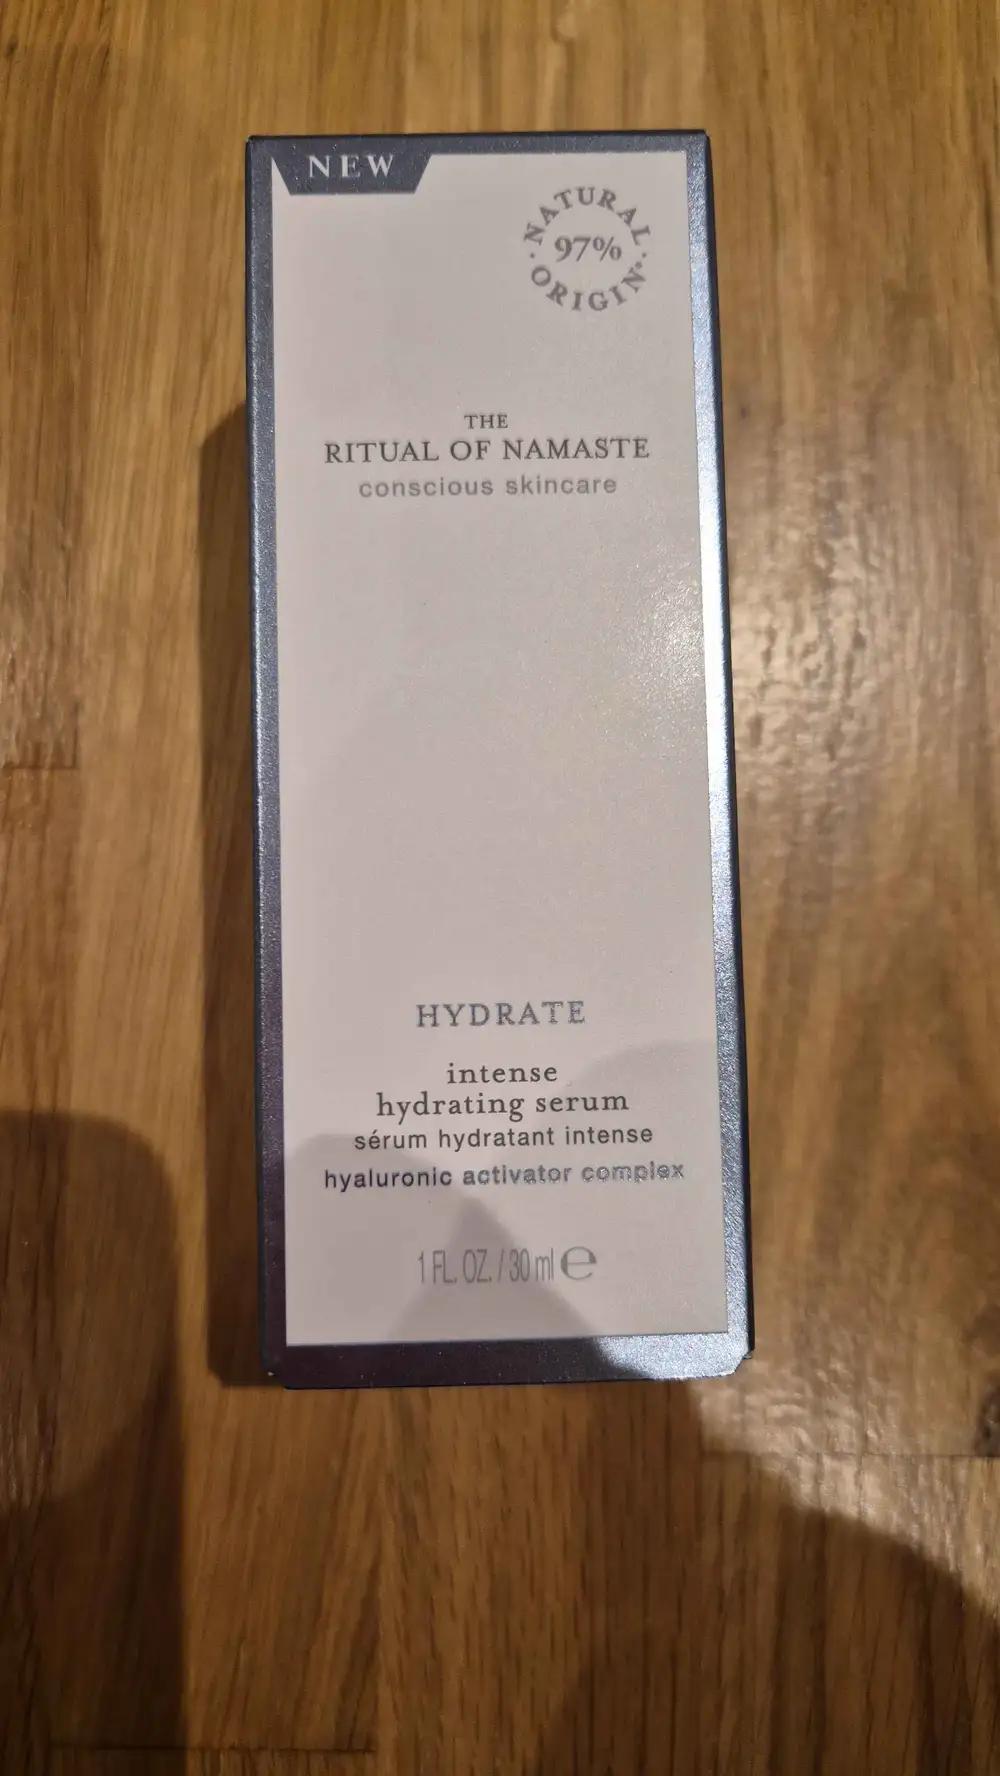 NEW
NATURAL
97%
ORIGIN*
THE
RITUAL OF NAMASTE
conscious skincare
HYDRATE
intense
hydrating serum
sérum hydratant intense
hyaluronic activator complex
1 FL. OZ. / 30 ml e